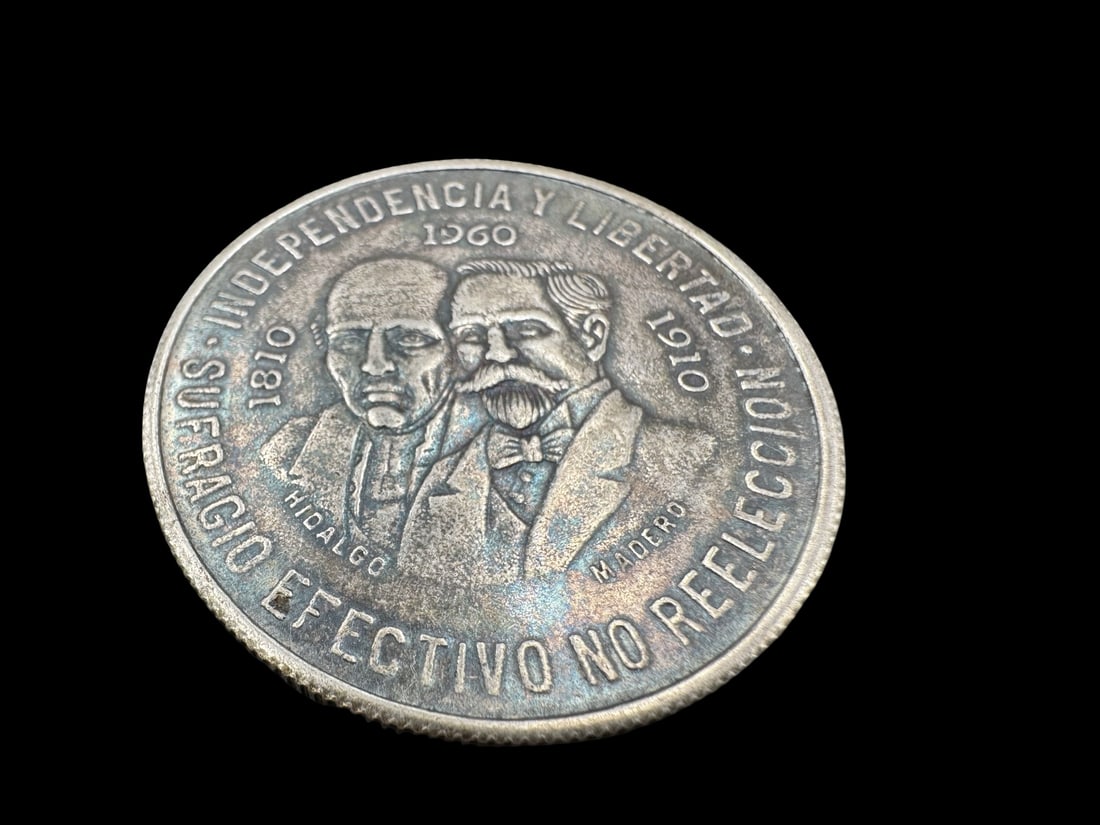 · INDEPENDENCIA Y LIBERTAD ·
1960
1810
1910
HIDALGO
MADERO
SUFRAGIO EFECTIVO NO REELECCION